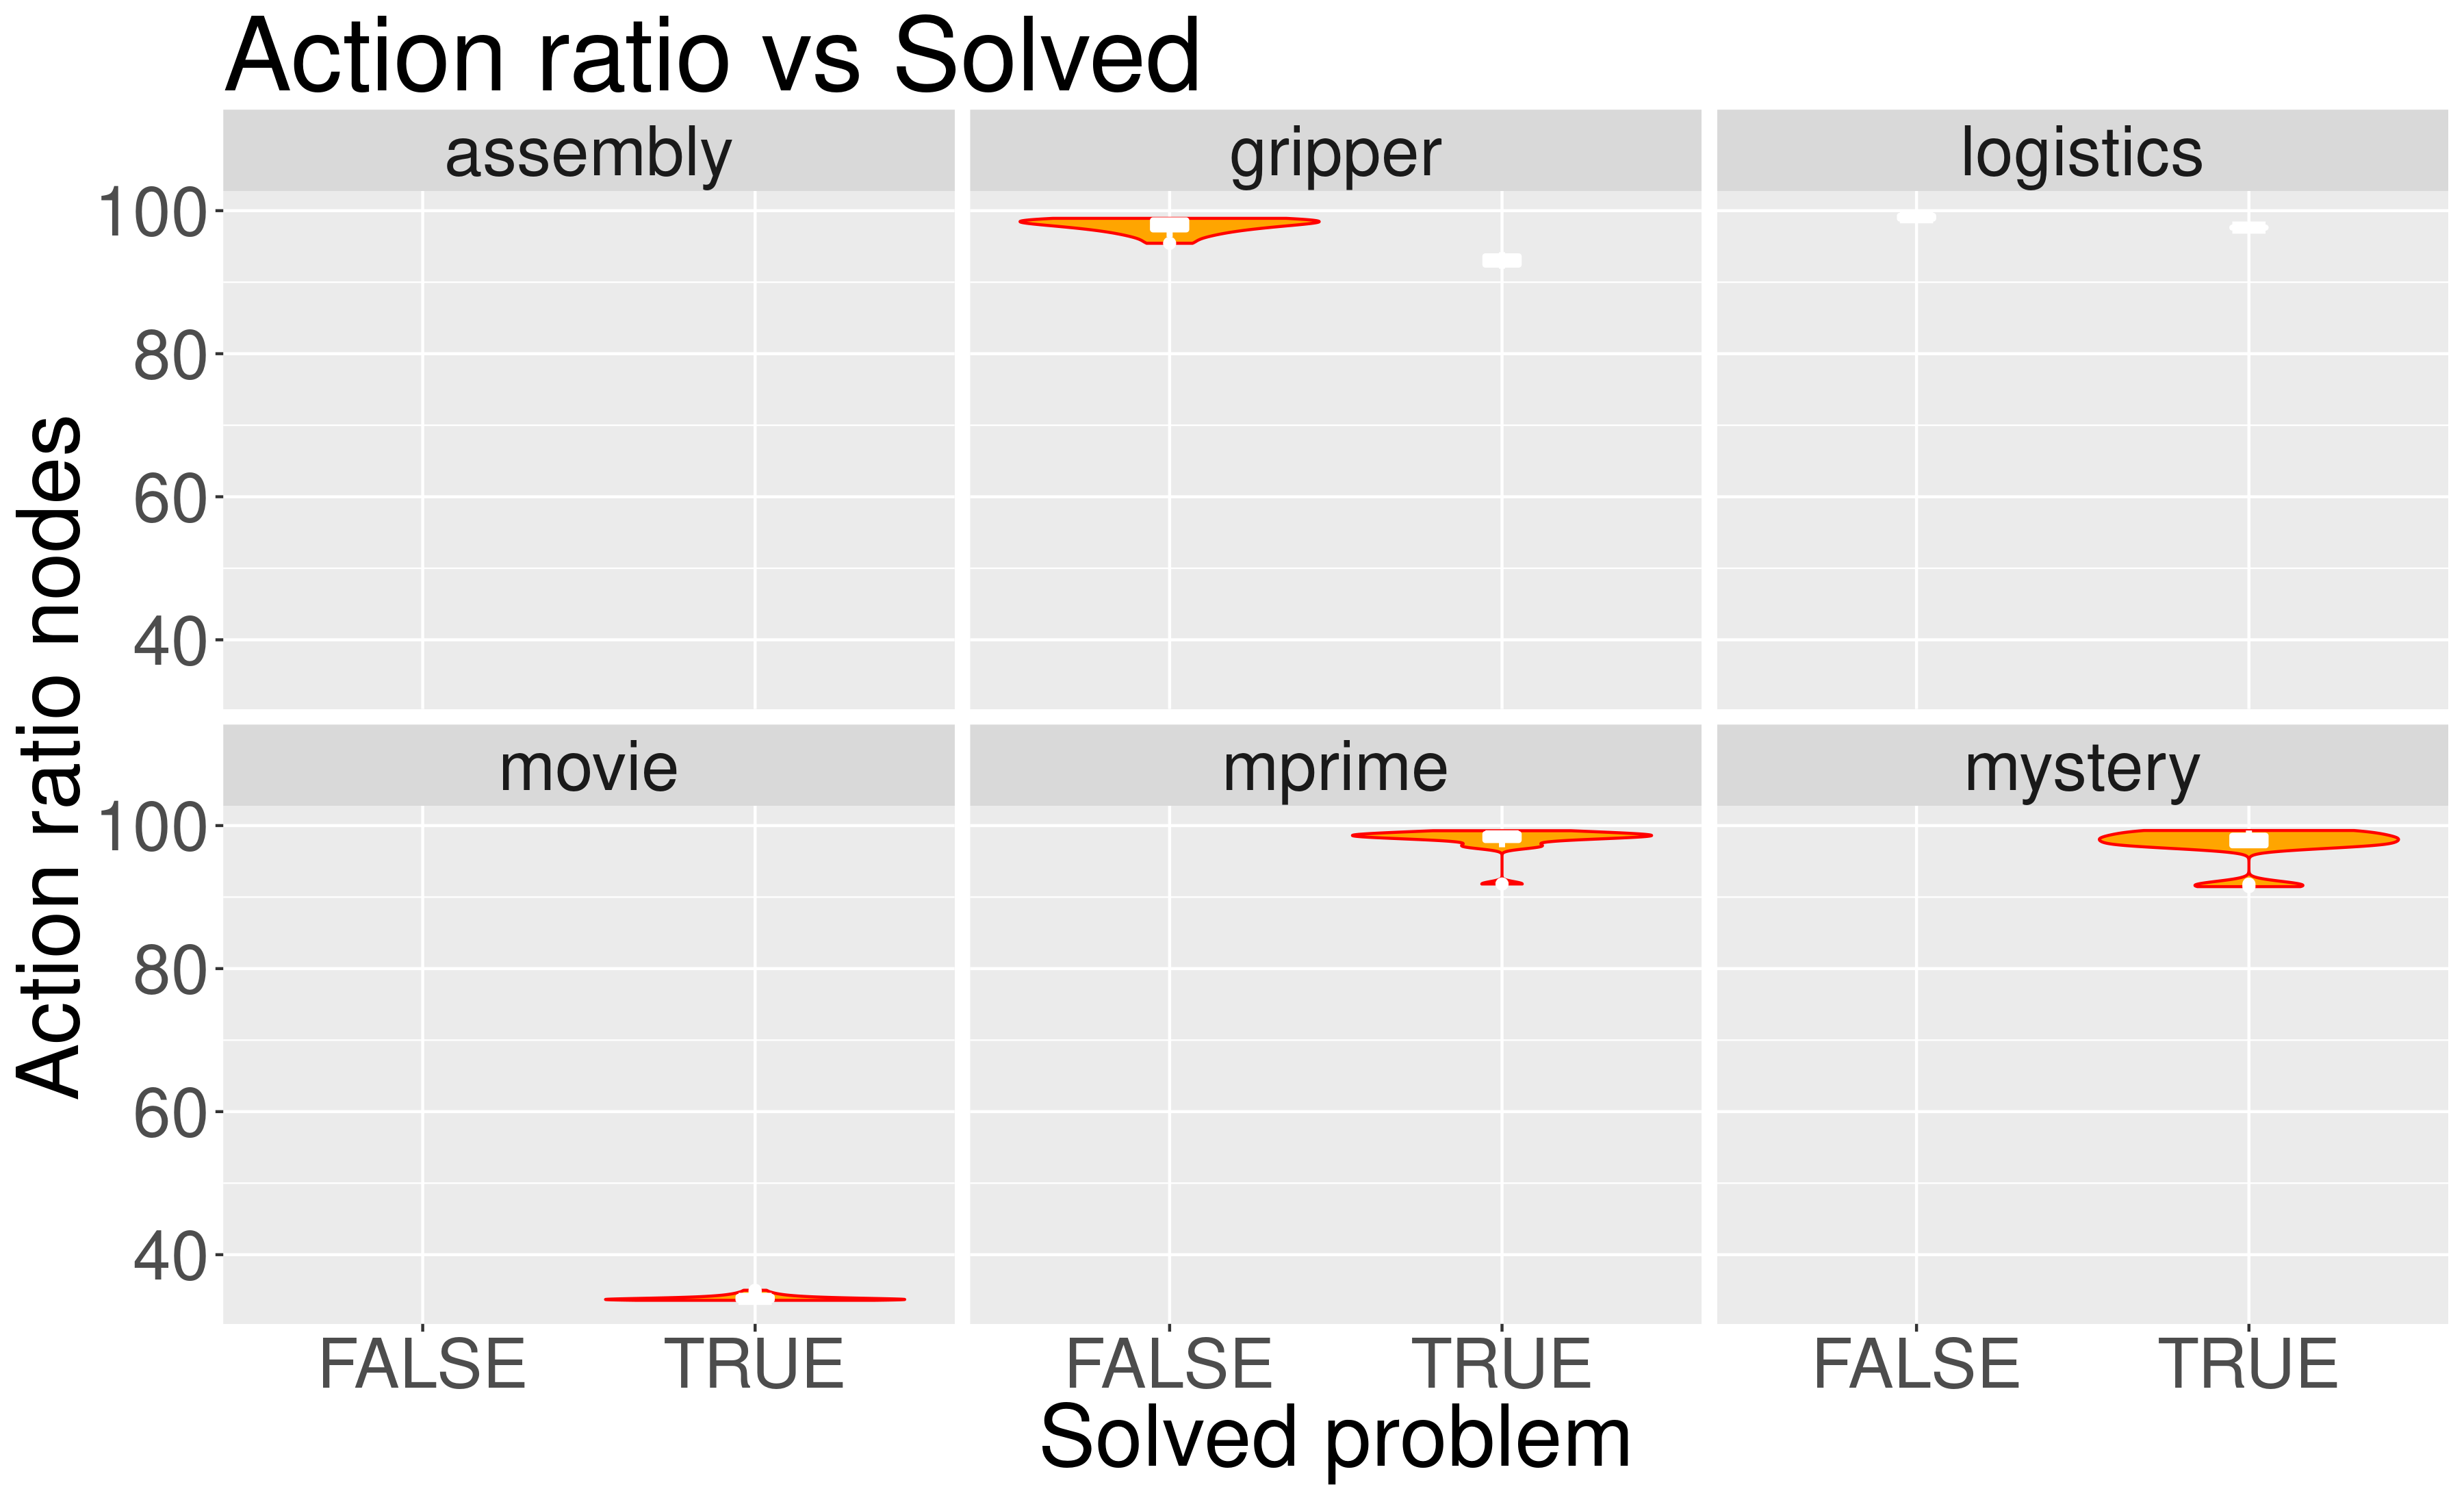 Action ratio vs Solved
assembly gripper logistics
100
80
60
40
movie mprime mystery
100
80
60
40
Action ratio nodes
FALSE TRUE FALSE TRUE FALSE TRUE
Solved problem